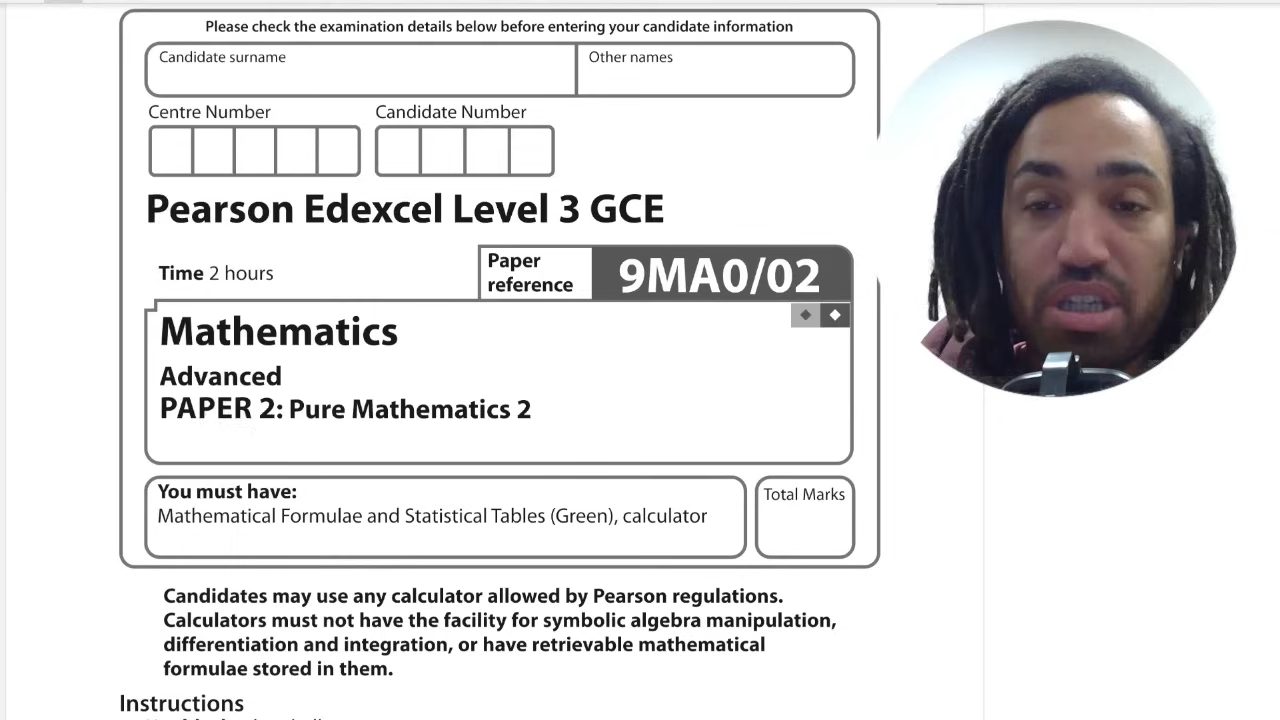 Please check the examination details below before entering your candidate information
Candidate surname
Other names
Centre Number
Candidate Number
Pearson Edexcel Level 3 GCE
Time 2 hours
Paper reference
9MA0/02
Mathematics
Advanced
PAPER 2: Pure Mathematics 2
You must have:
Mathematical Formulae and Statistical Tables (Green), calculator
Total Marks
Candidates may use any calculator allowed by Pearson regulations.
Calculators must not have the facility for symbolic algebra manipulation,
differentiation and integration, or have retrievable mathematical
formulae stored in them.
Instructions